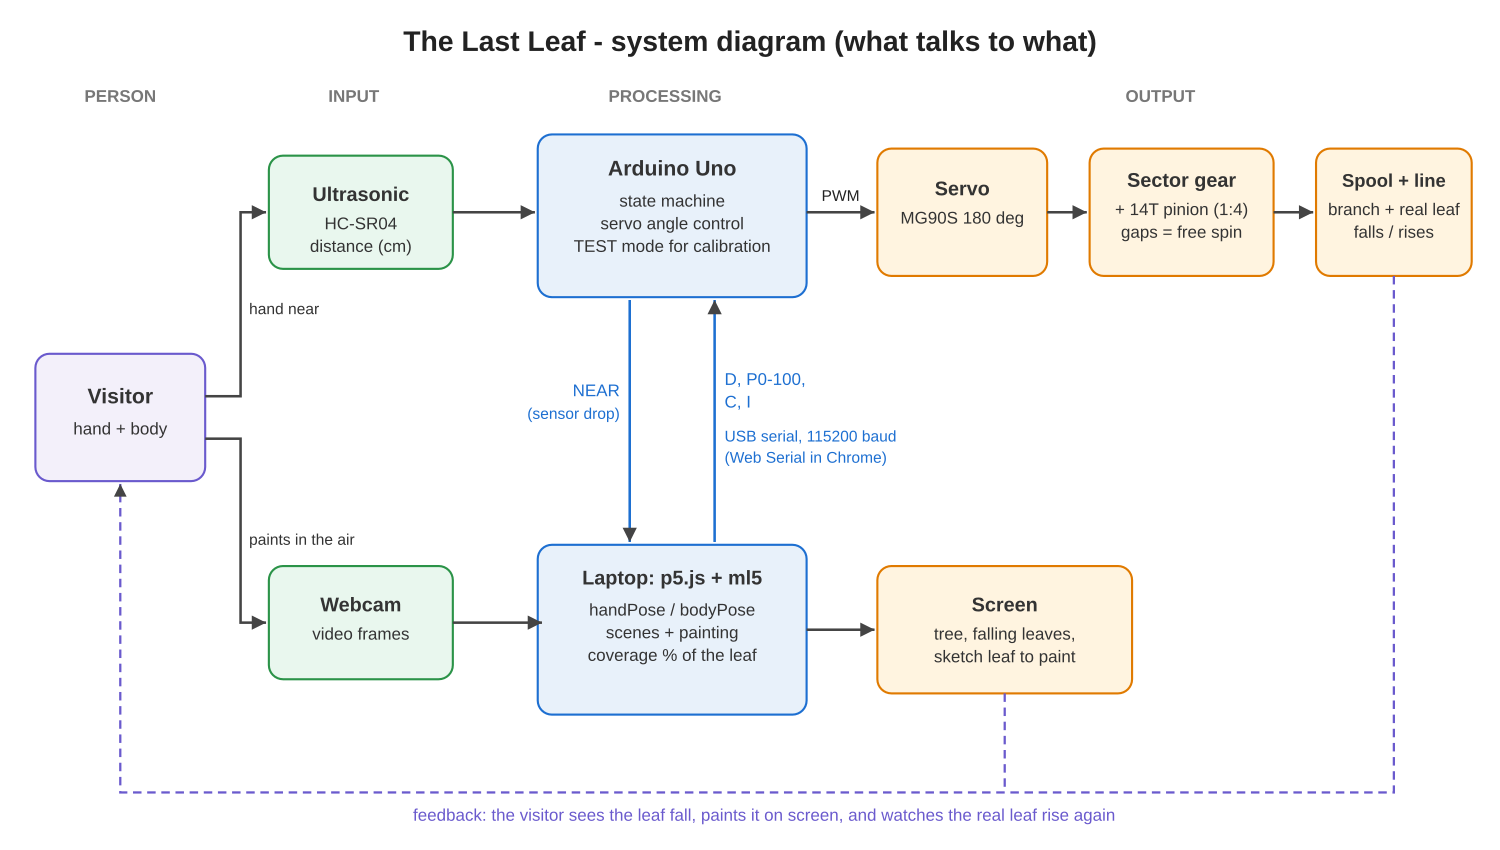 The Last Leaf - system diagram (what talks to what)
PERSON
INPUT
PROCESSING
OUTPUT
Ultrasonic
HC-SR04
distance (cm)
Arduino Uno
state machine
servo angle control
TEST mode for calibration
PWM
Servo
MG90S 180 deg
Sector gear
+ 14T pinion (1:4)
gaps = free spin
Spool + line
branch + real leaf
falls / rises
hand near
Visitor
hand + body
NEAR
(sensor drop)
D, P0-100,
C, I
USB serial, 115200 baud
(Web Serial in Chrome)
paints in the air
Webcam
video frames
Laptop: p5.js + ml5
handPose / bodyPose
scenes + painting
coverage % of the leaf
Screen
tree, falling leaves,
sketch leaf to paint
feedback: the visitor sees the leaf fall, paints it on screen, and watches the real leaf rise again